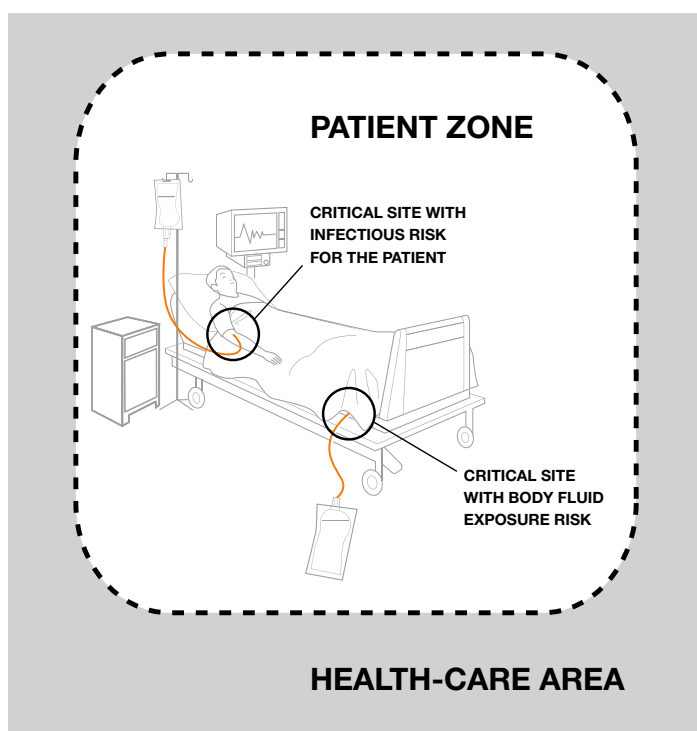 PATIENT ZONE
CRITICAL SITE WITH
INFECTIOUS RISK
FOR THE PATIENT
CRITICAL SITE
WITH BODY FLUID
EXPOSURE RISK
HEALTH-CARE AREA